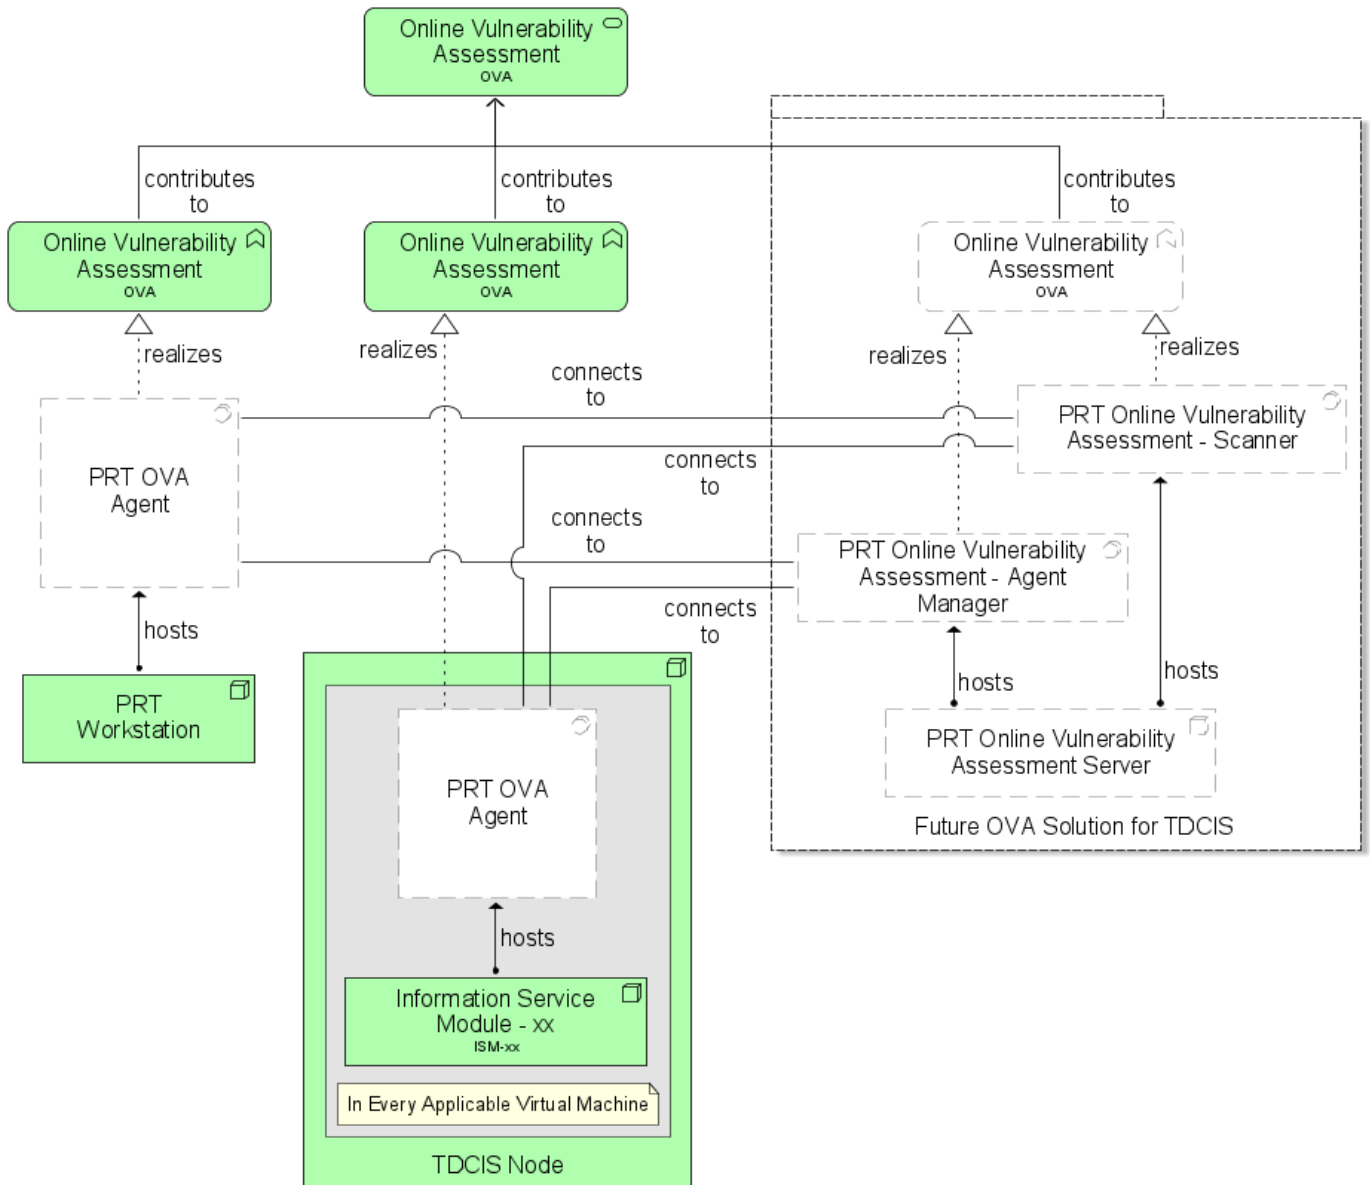 Online Vulnerability
Assessment
OVA
contributes
to
contributes
to
contributes
to
Online Vulnerability
Assessment
OVA
Online Vulnerability
Assessment
OVA
Online Vulnerability
Assessment
OVA
realizes
realizes
realizes
realizes
connects
to
PRT Online Vulnerability
Assessment - Scanner
PRT OVA
Agent
connects
to
connects
to
PRT Online Vulnerability
Assessment - Agent
Manager
connects
to
hosts
hosts
hosts
PRT
Workstation
PRT Online Vulnerability
Assessment Server
PRT OVA
Agent
Future OVA Solution for TDCIS
hosts
Information Service
Module - xx
ISM-xx
In Every Applicable Virtual Machine
TDCIS Node